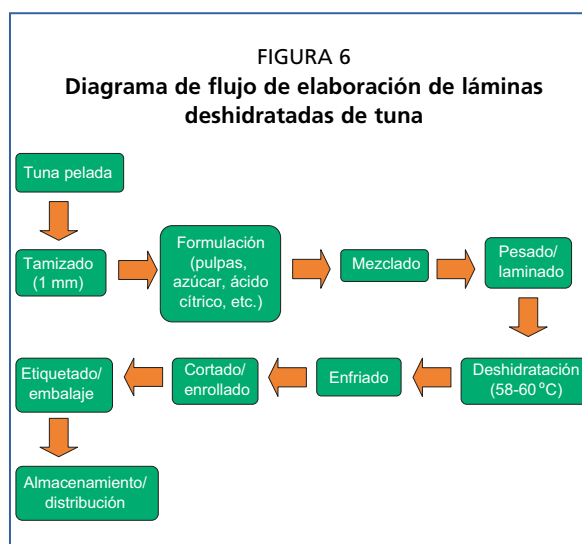 FIGURA 6
Diagrama de flujo de elaboración de láminas
deshidratadas de tuna
Tuna pelada
Tamizado
(1 mm)
Formulación
(pulpas,
azúcar, ácido
cítrico, etc.)
Mezclado
Pesado/
laminado
Deshidratación
(58-60 °C)
Enfriado
Cortado/
enrollado
Etiquetado/
embalaje
Almacenamiento/
distribución